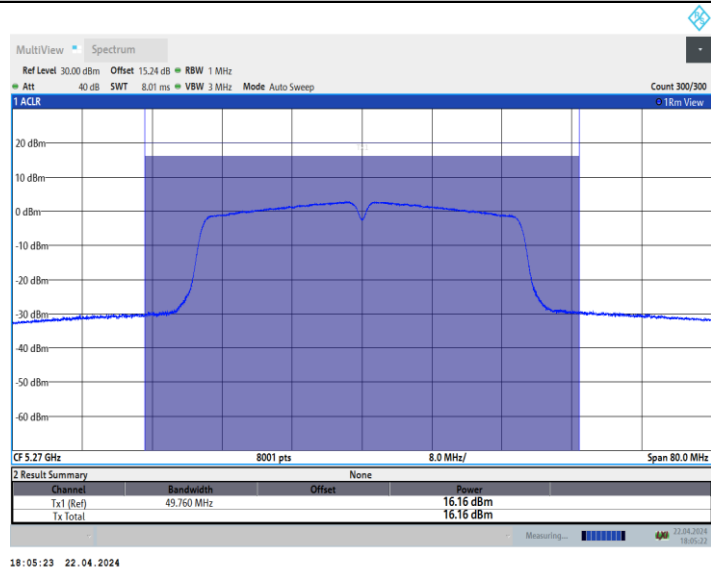 MultiView Spectrum
Ref Level 30.00 dBm Offset 15.24 dB RBW 1 MHz
Att 40 dB SWT 8.01 ms VBW 3 MHz Mode Auto Sweep Count 300/300
1 ACLR 1Rm View
20 dBm
10 dBm
0 dBm
-10 dBm
-20 dBm
-30 dBm
-40 dBm
-50 dBm
-60 dBm
CF 5.27 GHz 8001 pts 8.0 MHz/ Span 80.0 MHz
2 Result Summary None
Channel Bandwidth Offset Power
Tx1 (Ref) 49.760 MHz 16.16 dBm
Tx Total 16.16 dBm
Measuring... 22.04.2024
18:05:22
18:05:23 22.04.2024